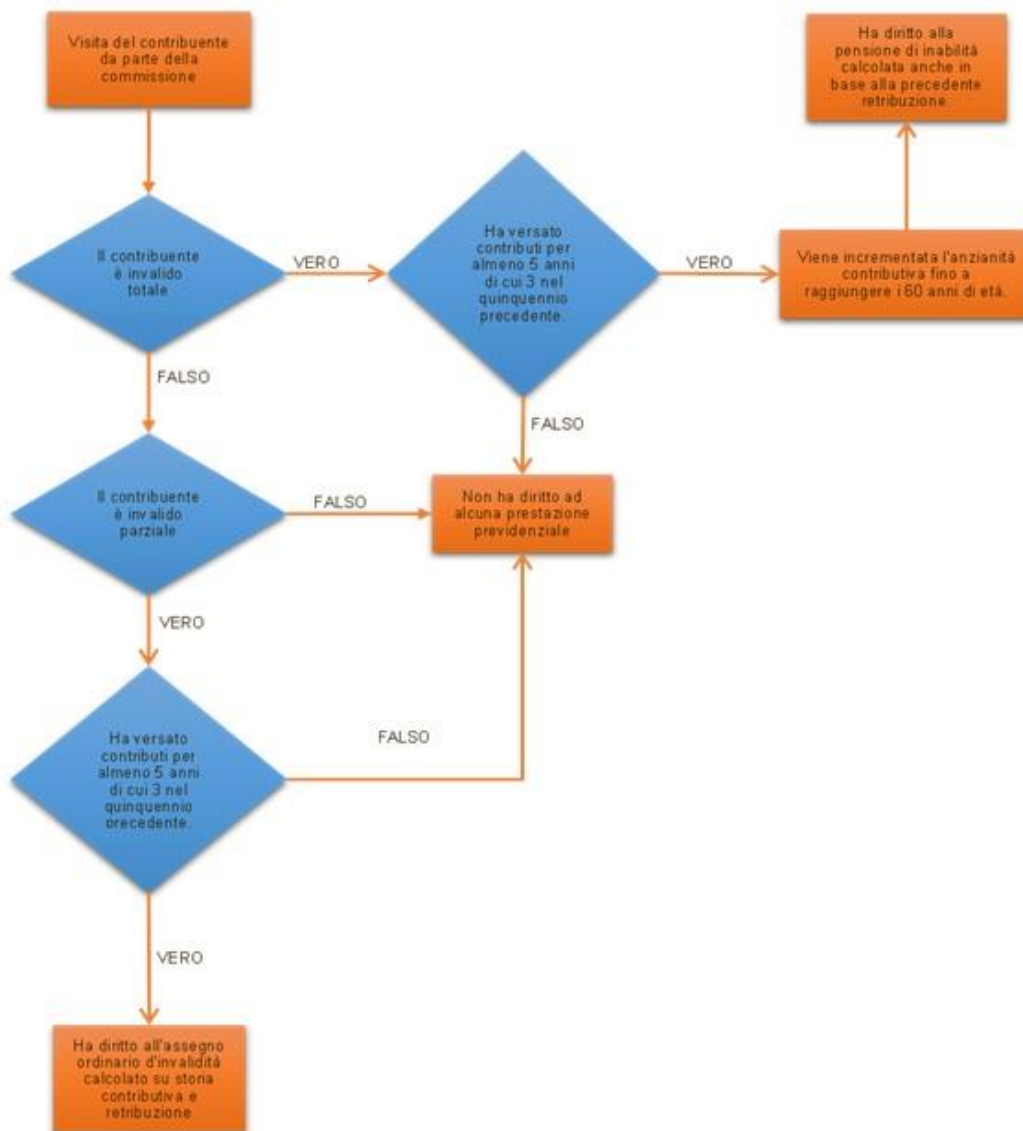 Visita del contribuente
da parte della
commissione
Ha diritto alla
pensione di inabilità
calcolata anche in
base alla precedente
retribuzione.
Il contribuente
è invalido
totale
VERO
Ha versato
contributi per
almeno 5 anni
di cui 3 nel
quinquennio
precedente.
VERO
Viene incrementata l'anzianità
contributiva fino a
raggiungere i 60 anni di età.
FALSO
FALSO
Il contribuente
è invalido
parziale
FALSO
Non ha diritto ad
alcuna prestazione
previdenziale
VERO
Ha versato
contributi per
almeno 5 anni
di cui 3 nel
quinquennio
precedente.
FALSO
VERO
Ha diritto all'assegno
ordinario d'invalidità
calcolato su storia
contributiva e
retribuzione